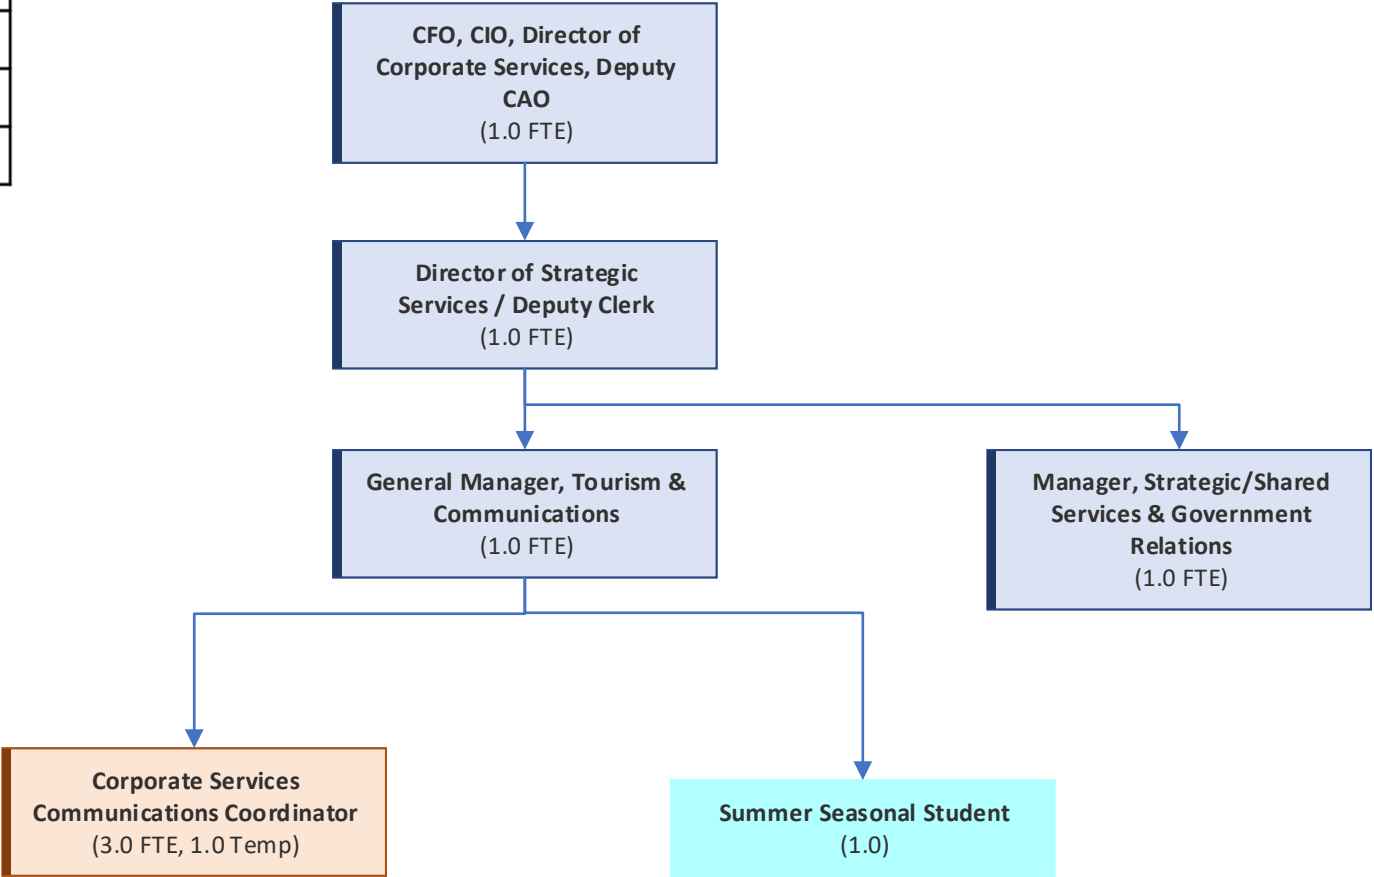 CFO, CIO, Director of
Corporate Services, Deputy
CAO
(1.0 FTE)
Director of Strategic
Services / Deputy Clerk
(1.0 FTE)
General Manager, Tourism &
Communications
(1.0 FTE)
Manager, Strategic/Shared
Services & Government
Relations
(1.0 FTE)
Corporate Services
Communications Coordinator
(3.0 FTE, 1.0 Temp)
Summer Seasonal Student
(1.0)